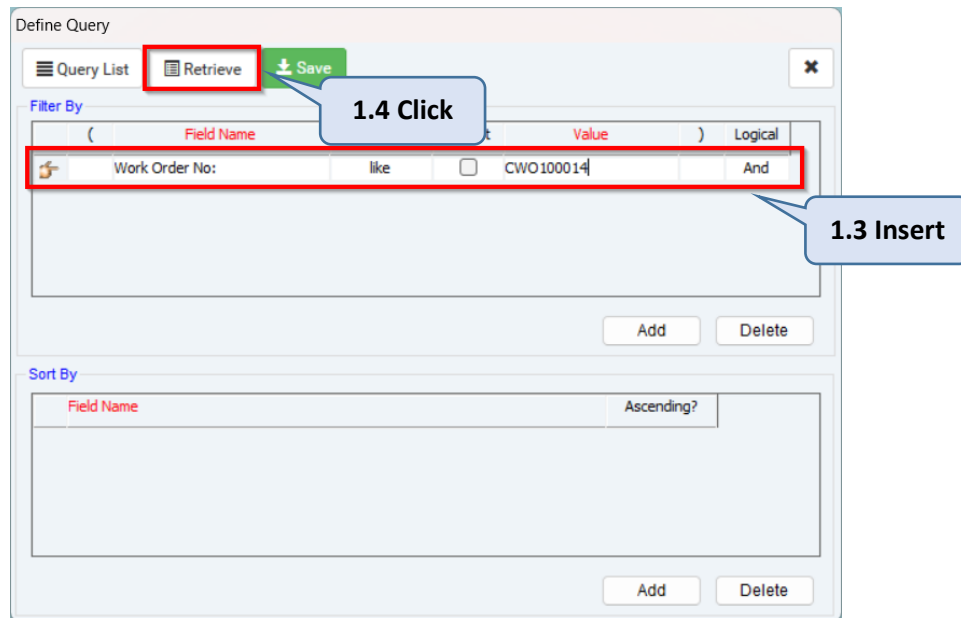 Define Query
Query List Retrieve Save
1.4 Click
Filter By
( Field Name Value ) Logical
Work Order No: like CWO100014 And
1.3 Insert
Add Delete
Sort By
Field Name Ascending?
Add Delete